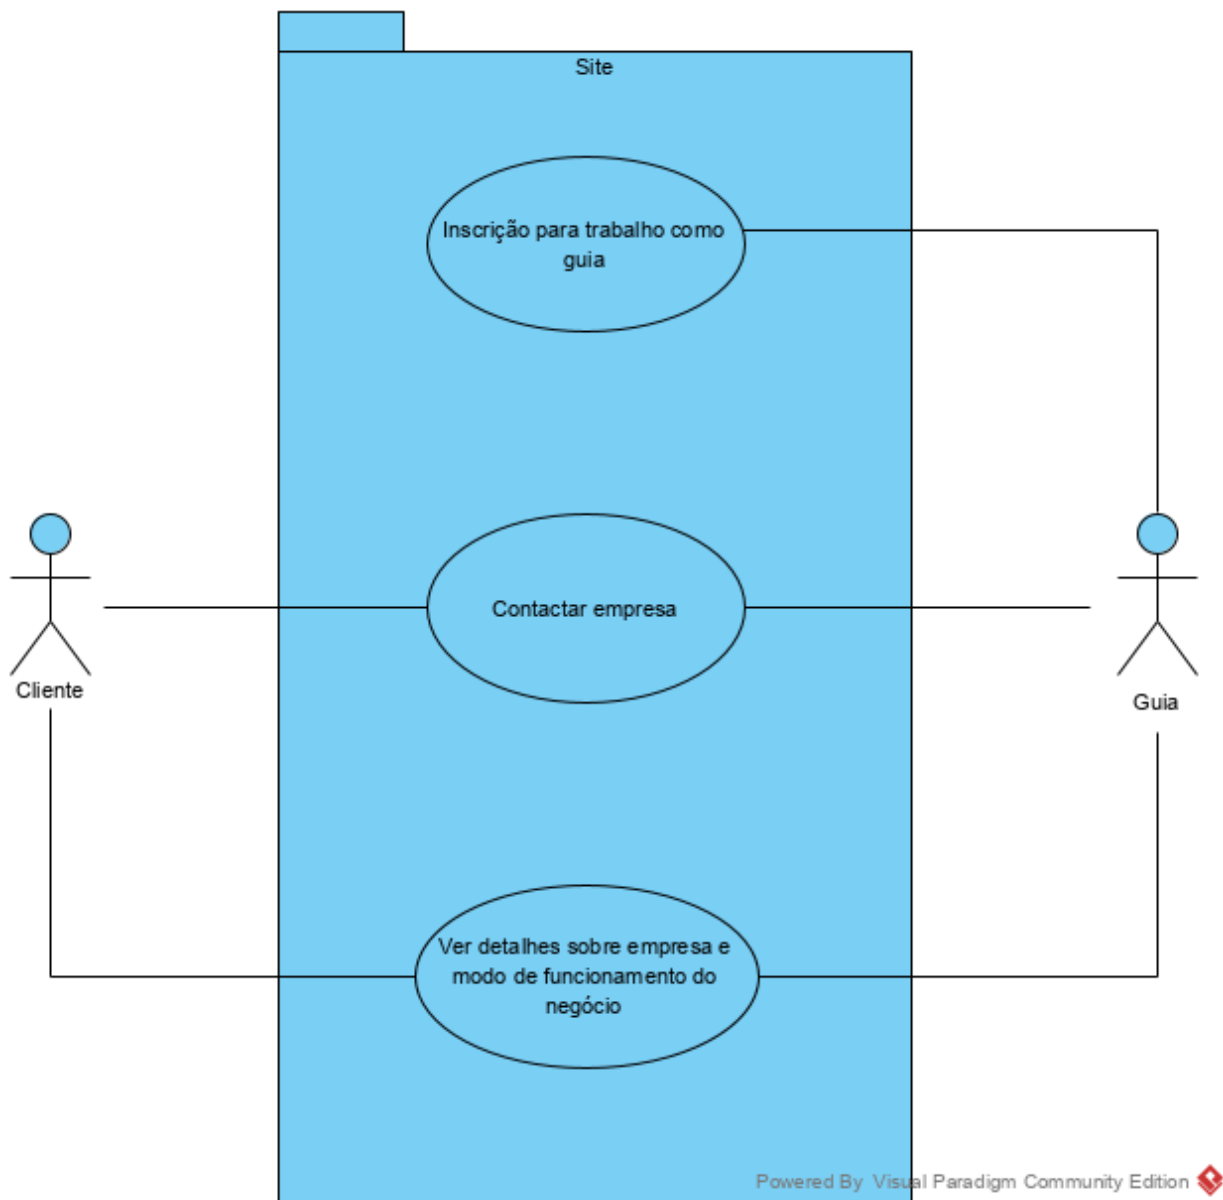 Site
Inscrição para trabalho como
guia
Contactar empresa
Cliente
Guia
Ver detalhes sobre empresa e
modo de funcionamento do
negócio
Powered By Visual Paradigm Community Edition